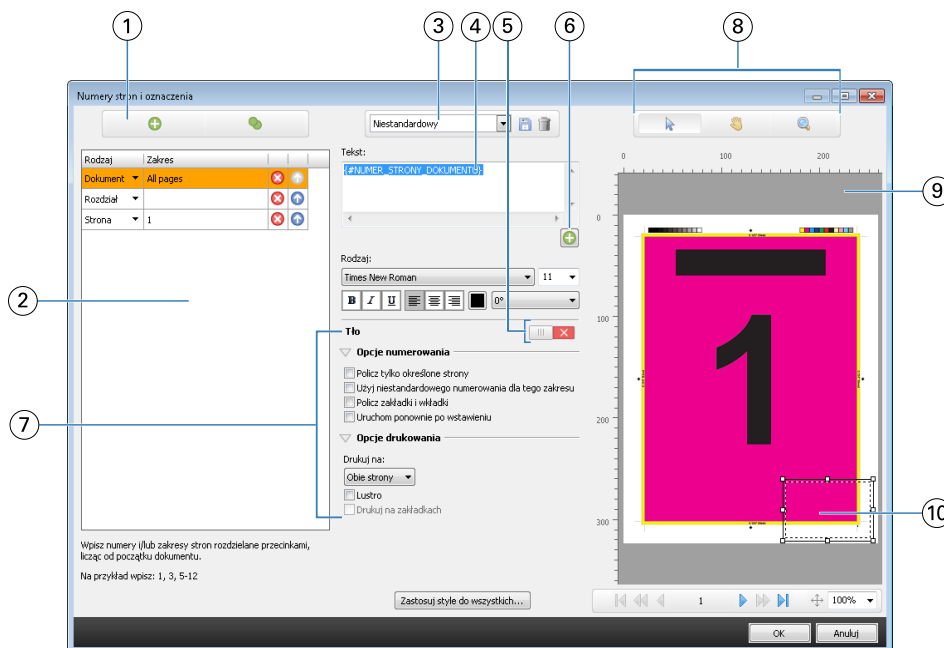 1
3
4
5
6
8
Numery stron i oznaczenia
Niestandardowy
Rodzaj
Zakres
Dokument
All pages
Rozdział
Strona
1
Tekst:
{#NUMER_STRONY_DOKUMENTU}
Rodzaj:
Times New Roman
11
B I U
0°
Tło
Opcje numerowania
Policz tylko określone strony
Użyj niestandardowego numerowania dla tego zakresu
Policz zakładki i wkładki
Uruchom ponownie po wstawieniu
Opcje drukowania
Drukuj na:
Obie strony
Lustro
Drukuj na zakładkach
2
7
Wpisz numery i/lub zakresy stron rozdzielane przecinkami,
licząc od początku dokumentu.
Na przykład wpisz: 1, 3, 5-12
Zastosuj style do wszystkich...
0 100 200
0
100
200
300
1
9
10
1
100%
OK
Anuluj